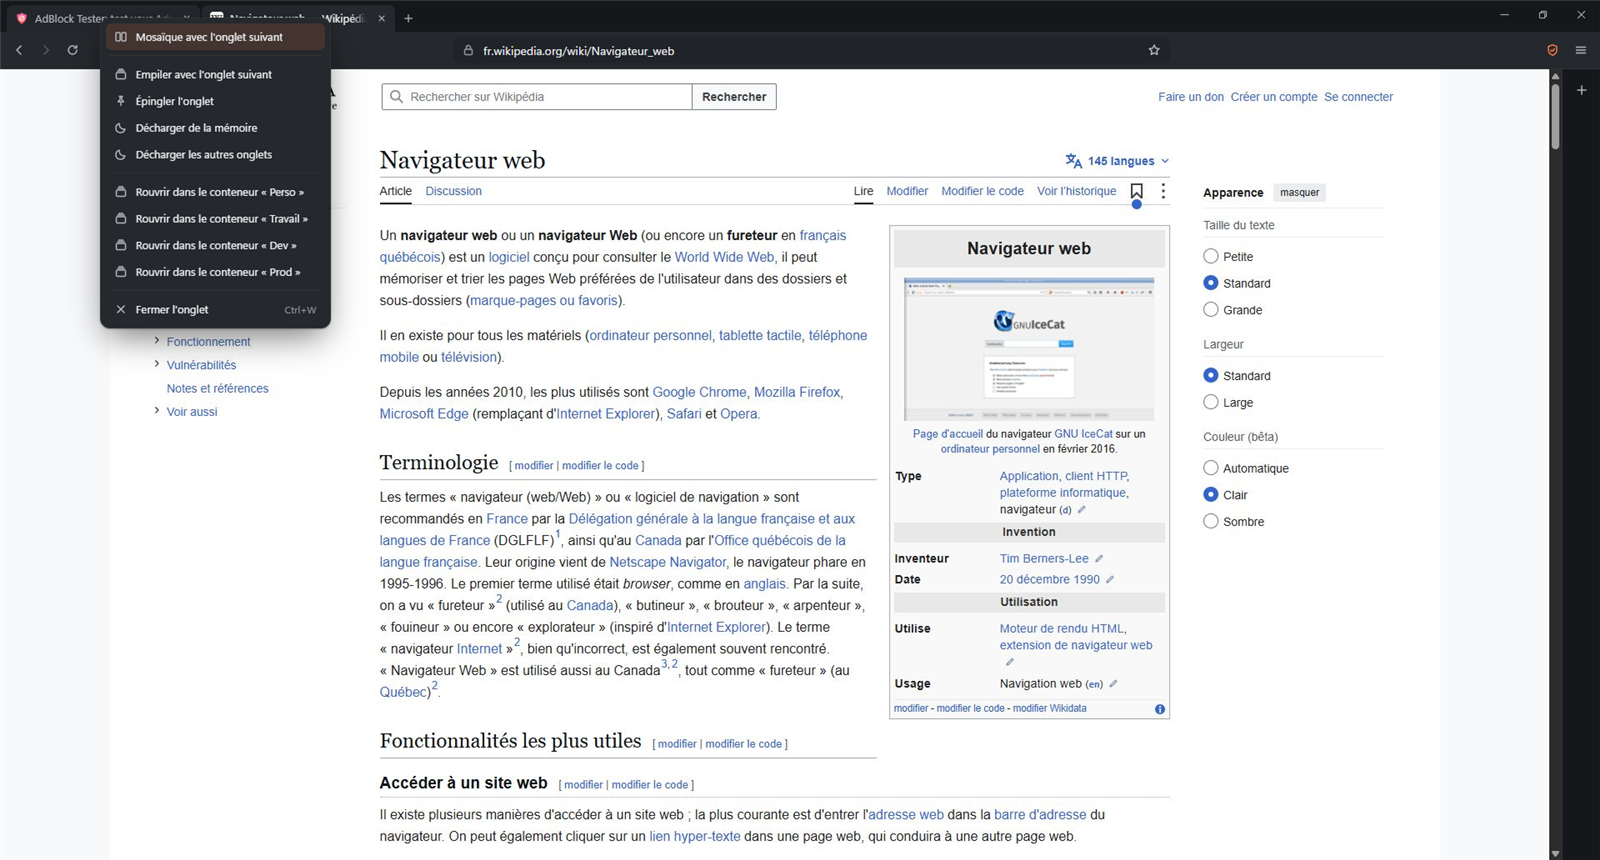 AdBlock Tester
Wikipédi
Mosaïque avec l'onglet suivant
Empiler avec l'onglet suivant
Épingler l'onglet
Décharger de la mémoire
Décharger les autres onglets
Rouvrir dans le conteneur « Perso »
Rouvrir dans le conteneur « Travail »
Rouvrir dans le conteneur « Dev »
Rouvrir dans le conteneur « Prod »
Fermer l'onglet Ctrl+W
fr.wikipedia.org/wiki/Navigateur_web
Rechercher sur Wikipédia Rechercher
Faire un don Créer un compte Se connecter
Fonctionnement
Vulnérabilités
Notes et références
Voir aussi
Navigateur web
145 langues
Article Discussion Lire Modifier Modifier le code Voir l'historique
Un navigateur web ou un navigateur Web (ou encore un fureteur en français
québécois) est un logiciel conçu pour consulter le World Wide Web, il peut
mémoriser et trier les pages Web préférées de l'utilisateur dans des dossiers et
sous-dossiers (marque-pages ou favoris).
Il en existe pour tous les matériels (ordinateur personnel, tablette tactile, téléphone
mobile ou télévision).
Depuis les années 2010, les plus utilisés sont Google Chrome, Mozilla Firefox,
Microsoft Edge (remplaçant d'Internet Explorer), Safari et Opera.
Terminologie [ modifier | modifier le code ]
Les termes « navigateur (web/Web) » ou « logiciel de navigation » sont
recommandés en France par la Délégation générale à la langue française et aux
langues de France (DGLFLF)1, ainsi qu'au Canada par l'Office québécois de la
langue française. Leur origine vient de Netscape Navigator, le navigateur phare en
1995-1996. Le premier terme utilisé était browser, comme en anglais. Par la suite,
on a vu « fureteur »2 (utilisé au Canada), « butineur », « brouteur », « arpenteur »,
« fouineur » ou encore « explorateur » (inspiré d'Internet Explorer). Le terme
« navigateur Internet »2, bien qu'incorrect, est également souvent rencontré.
« Navigateur Web » est utilisé aussi au Canada3,2, tout comme « fureteur » (au
Québec)2.
Fonctionnalités les plus utiles [ modifier | modifier le code ]
Accéder à un site web [ modifier | modifier le code ]
Il existe plusieurs manières d'accéder à un site web ; la plus courante est d'entrer l'adresse web dans la barre d'adresse du
navigateur. On peut également cliquer sur un lien hyper-texte dans une page web, qui conduira à une autre page web.
Navigateur web
GNUIceCat
Page d'accueil du navigateur GNU IceCat sur un
ordinateur personnel en février 2016.
Type Application, client HTTP,
plateforme informatique,
navigateur (d)
Invention
Inventeur Tim Berners-Lee
Date 20 décembre 1990
Utilisation
Utilise Moteur de rendu HTML,
extension de navigateur web
Usage Navigation web (en)
modifier - modifier le code - modifier Wikidata
Apparence masquer
Taille du texte
Petite
Standard
Grande
Largeur
Standard
Large
Couleur (bêta)
Automatique
Clair
Sombre